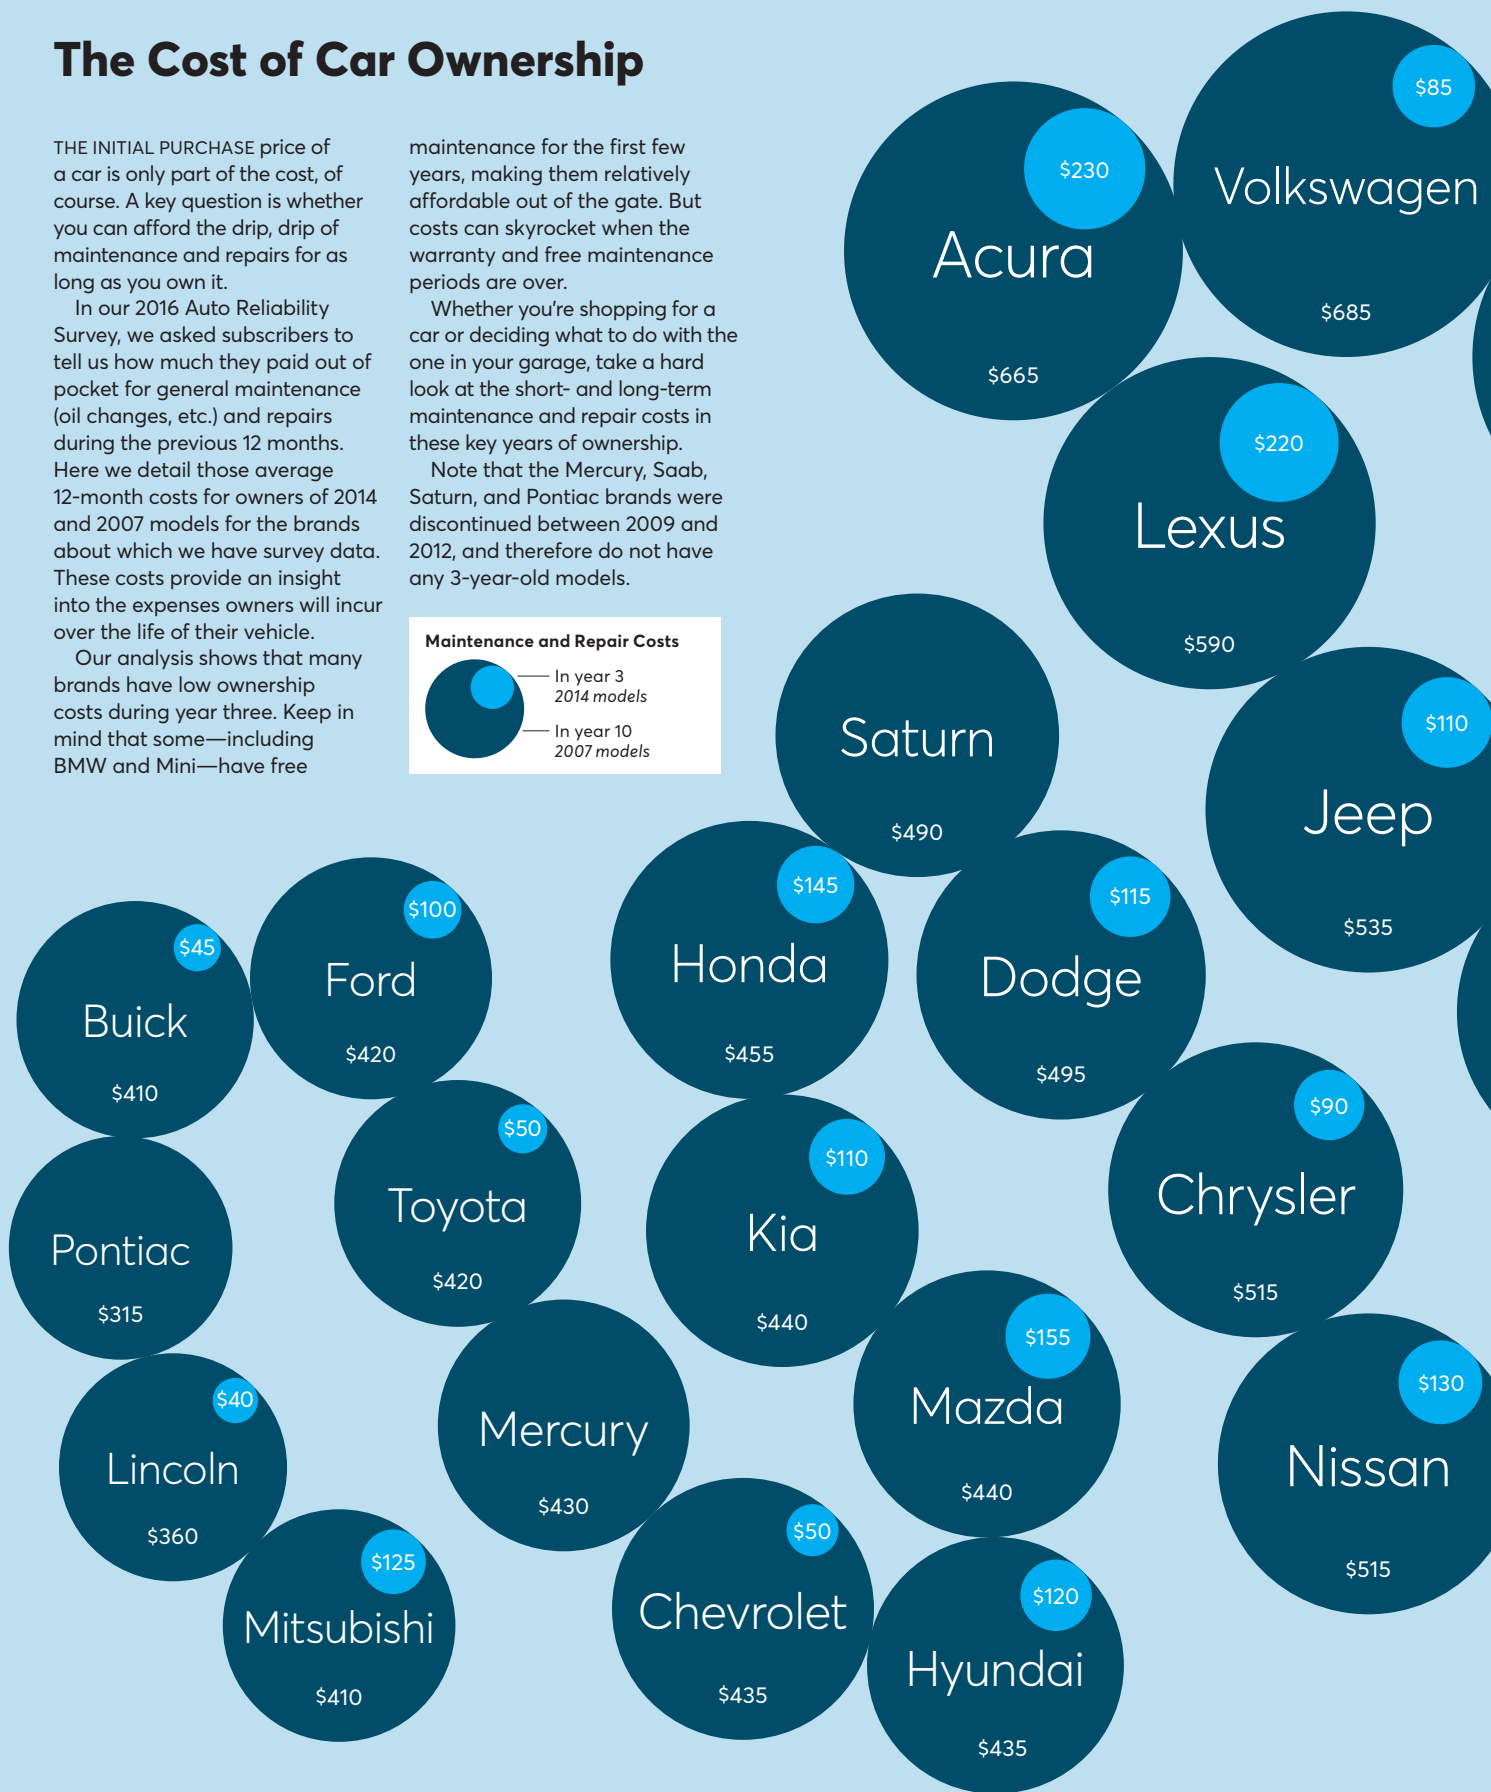 The Cost of Car Ownership
THE INITIAL PURCHASE price of
a car is only part of the cost, of
course. A key question is whether
you can afford the drip, drip of
maintenance and repairs for as
long as you own it.
In our 2016 Auto Reliability
Survey, we asked subscribers to
tell us how much they paid out of
pocket for general maintenance
(oil changes, etc.) and repairs
during the previous 12 months.
Here we detail those average
12-month costs for owners of 2014
and 2007 models for the brands
about which we have survey data.
These costs provide an insight
into the expenses owners will incur
over the life of their vehicle.
Our analysis shows that many
brands have low ownership
costs during year three. Keep in
mind that some—including
BMW and Mini—have free
maintenance for the first few
years, making them relatively
affordable out of the gate. But
costs can skyrocket when the
warranty and free maintenance
periods are over.
Whether you're shopping for a
car or deciding what to do with the
one in your garage, take a hard
look at the short- and long-term
maintenance and repair costs in
these key years of ownership.
Note that the Mercury, Saab,
Saturn, and Pontiac brands were
discontinued between 2009 and
2012, and therefore do not have
any 3-year-old models.
Maintenance and Repair Costs
In year 3
2014 models
In year 10
2007 models
$230
Acura
$665
$85
Volkswagen
$685
$220
Lexus
$590
Saturn
$490
$110
Jeep
$535
$145
Honda
$455
$115
Dodge
$495
$45
Buick
$410
$100
Ford
$420
$90
Chrysler
$515
$50
Toyota
$420
$110
Kia
$440
Pontiac
$315
$155
Mazda
$440
$130
Nissan
$515
$40
Lincoln
$360
Mercury
$430
$125
Mitsubishi
$410
$50
Chevrolet
$435
$120
Hyundai
$435